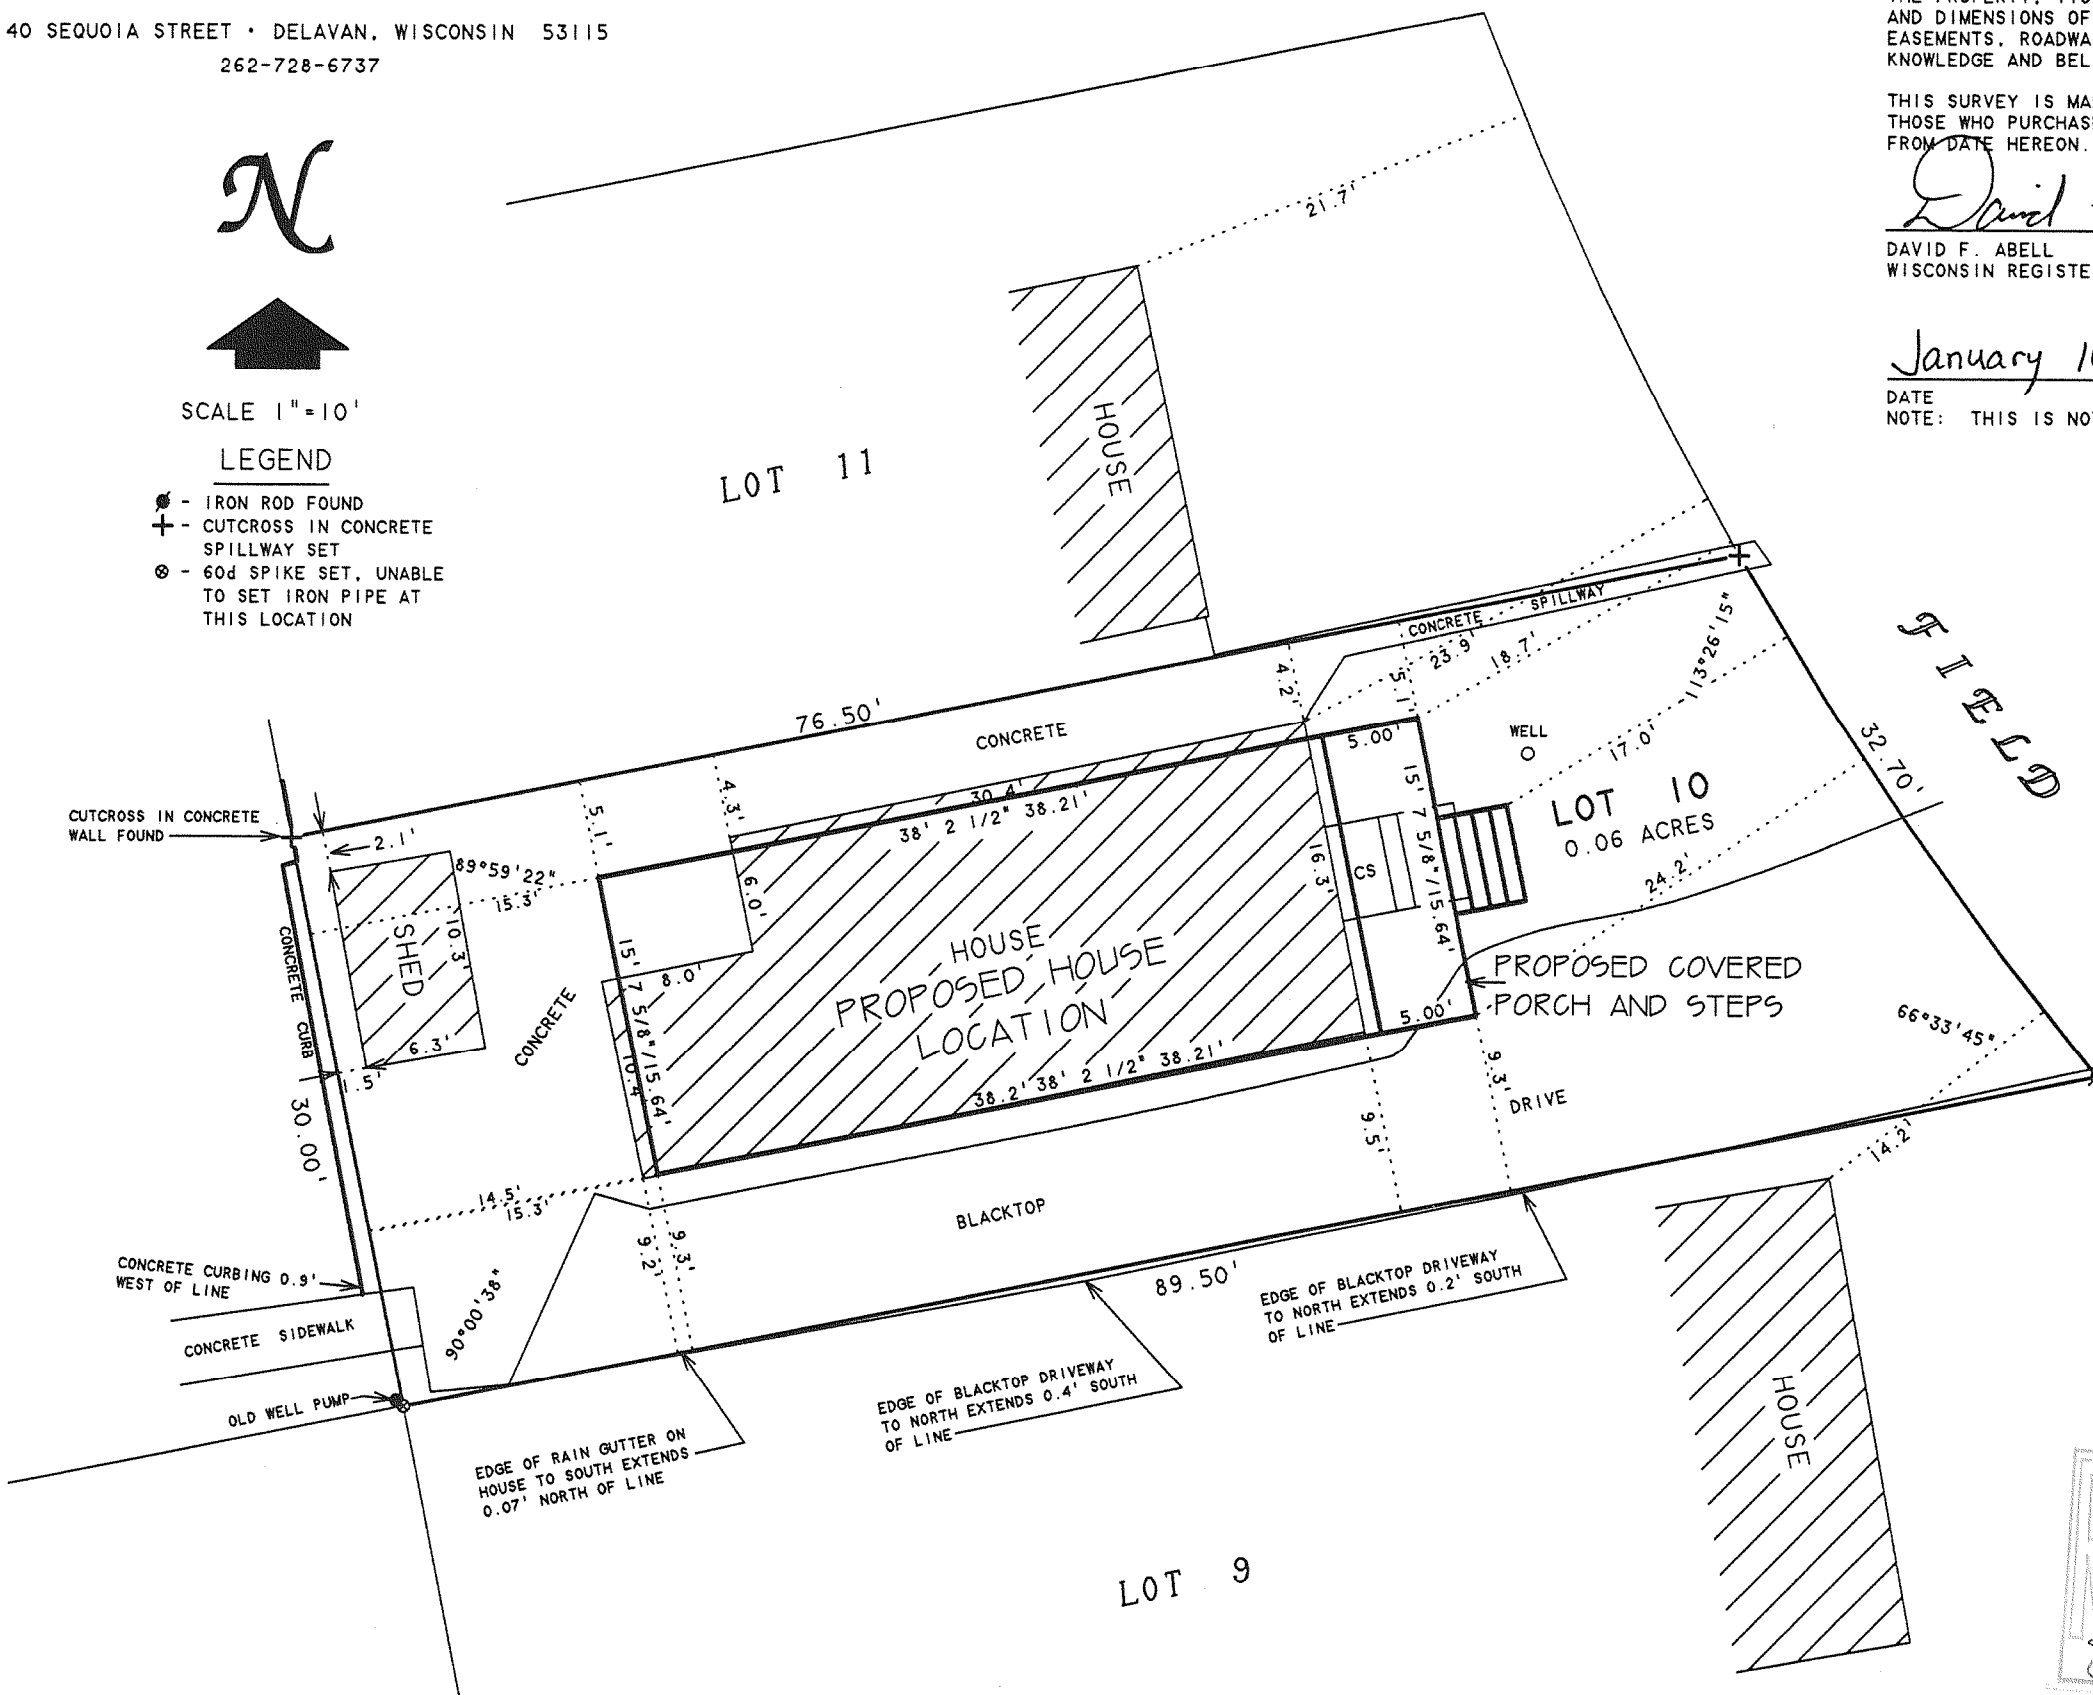 40 SEQUOIA STREET · DELAVAN, WISCONSIN 53115
262-728-6737
AND DIMENSIONS OF
EASEMENTS, ROADWA
KNOWLEDGE AND BEL
THIS SURVEY IS MA
THOSE WHO PURCHAS
FROM DATE HEREON.
David
DAVID F. ABELL
WISCONSIN REGISTE
January
DATE
NOTE: THIS IS NO
N
SCALE 1"=10'
LEGEND
- IRON ROD FOUND
- CUTCROSS IN CONCRETE
SPILLWAY SET
- 60d SPIKE SET, UNABLE
TO SET IRON PIPE AT
THIS LOCATION
21.7'
HOUSE
LOT 11
CONCRETE SPILLWAY
23.9'
18.7'
113°26'15"
4.2'
5.1'
FIELD
32.70'
76.50'
CONCRETE
5.00'
WELL
17.0'
LOT 10
0.06 ACRES
24.2'
CUTCROSS IN CONCRETE
WALL FOUND
2.1'
5.1'
4.3'
30.4'
38' 2 1/2" 38.21'
89°59'22"
15.3'
6.0'
16.3'
CS
15' 7 5/8"/15.64'
SHED
10.3'
6.3'
1.5'
CONCRETE CURB
30.00'
CONCRETE
8.0'
15' 7 5/8"/15.64'
10.4'
HOUSE
PROPOSED HOUSE
LOCATION
38.2' 38' 2 1/2" 38.21'
5.00'
PROPOSED COVERED
PORCH AND STEPS
66°33'45"
9.3'
DRIVE
9.5'
14.2'
14.5'
15.3'
9.2'
9.3'
BLACKTOP
CONCRETE CURBING 0.9'
WEST OF LINE
CONCRETE SIDEWALK
90°00'38"
OLD WELL PUMP
89.50'
EDGE OF BLACKTOP DRIVEWAY
TO NORTH EXTENDS 0.2' SOUTH
OF LINE
EDGE OF BLACKTOP DRIVEWAY
TO NORTH EXTENDS 0.4' SOUTH
OF LINE
EDGE OF RAIN GUTTER ON
HOUSE TO SOUTH EXTENDS
0.07' NORTH OF LINE
HOUSE
LOT 9